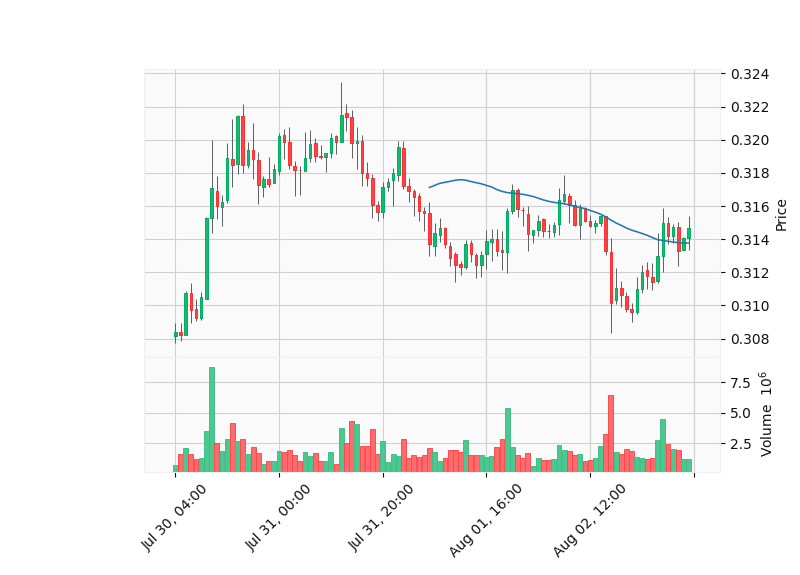 0.324
0.322
0.320
0.318
0.316
0.314
0.312
0.310
0.308
Price
7.5
5.0
2.5
Volume 10⁶
Jul 30, 04:00
Jul 31, 00:00
Jul 31, 20:00
Aug 01, 16:00
Aug 02, 12:00